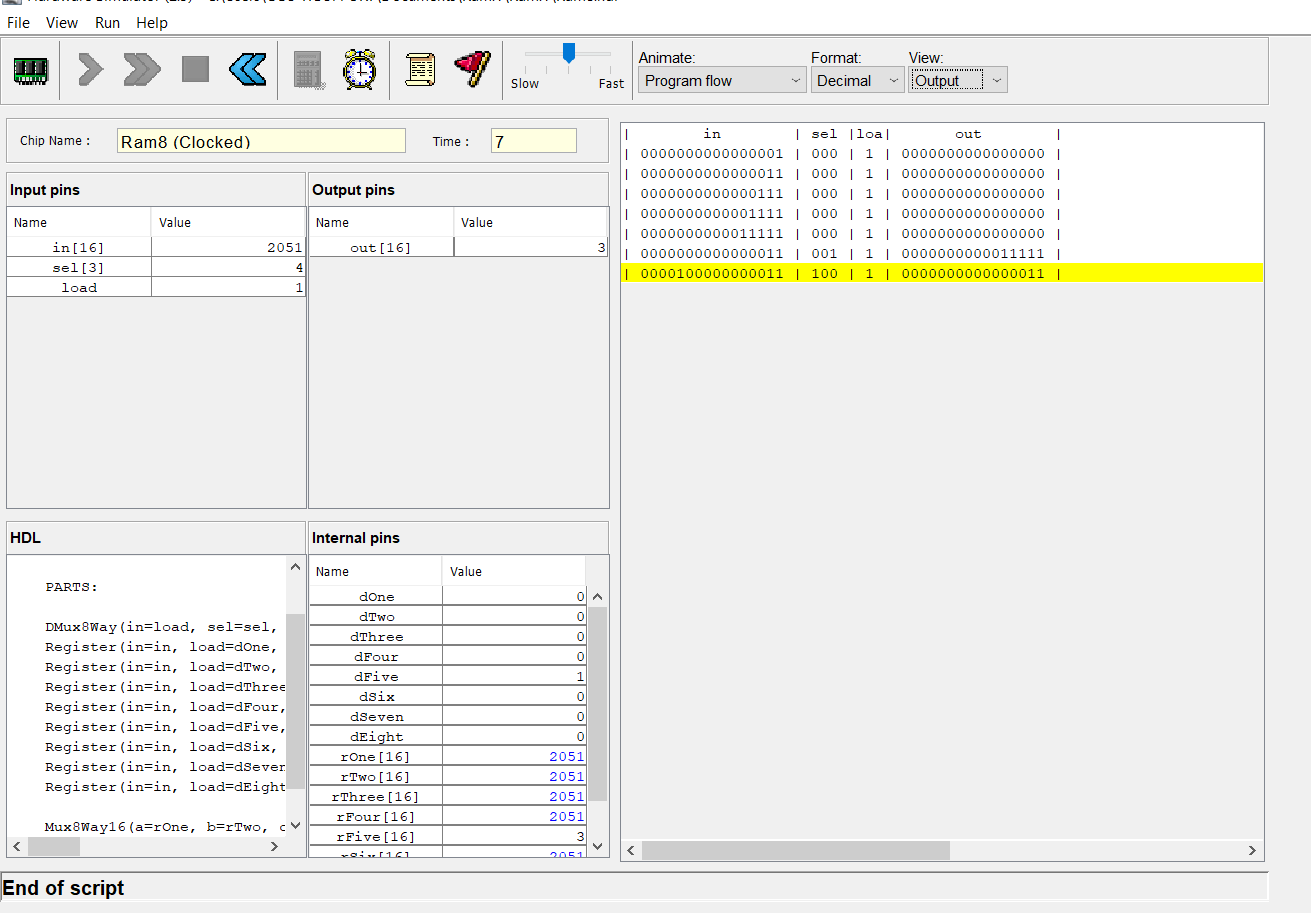 File View Run Help
Slow Fast
Animate: Format: View:
Program flow Decimal Output
Chip Name : Ram8 (Clocked) Time : 7
Input pins
Name Value
in[16] 2051
sel[3] 4
load 1
Output pins
Name Value
out[16] 3
HDL
PARTS:
DMux8Way(in=load, sel=sel,
Register(in=in, load=dOne,
Register(in=in, load=dTwo,
Register(in=in, load=dThree
Register(in=in, load=dFour,
Register(in=in, load=dFive,
Register(in=in, load=dSix,
Register(in=in, load=dSeven
Register(in=in, load=dEight
Mux8Way16(a=rOne, b=rTwo, c
Internal pins
Name Value
dOne 0
dTwo 0
dThree 0
dFour 0
dFive 1
dSix 0
dSeven 0
dEight 0
rOne[16] 2051
rTwo[16] 2051
rThree[16] 2051
rFour[16] 2051
rFive[16] 3
rSix[16] 2051
| in | sel |loa| out |
| 0000000000000001 | 000 | 1 | 0000000000000000 |
| 0000000000000011 | 000 | 1 | 0000000000000000 |
| 0000000000000111 | 000 | 1 | 0000000000000000 |
| 0000000000001111 | 000 | 1 | 0000000000000000 |
| 0000000000011111 | 000 | 1 | 0000000000000000 |
| 0000000000000011 | 001 | 1 | 0000000000011111 |
| 0000100000000011 | 100 | 1 | 0000000000000011 |
End of script